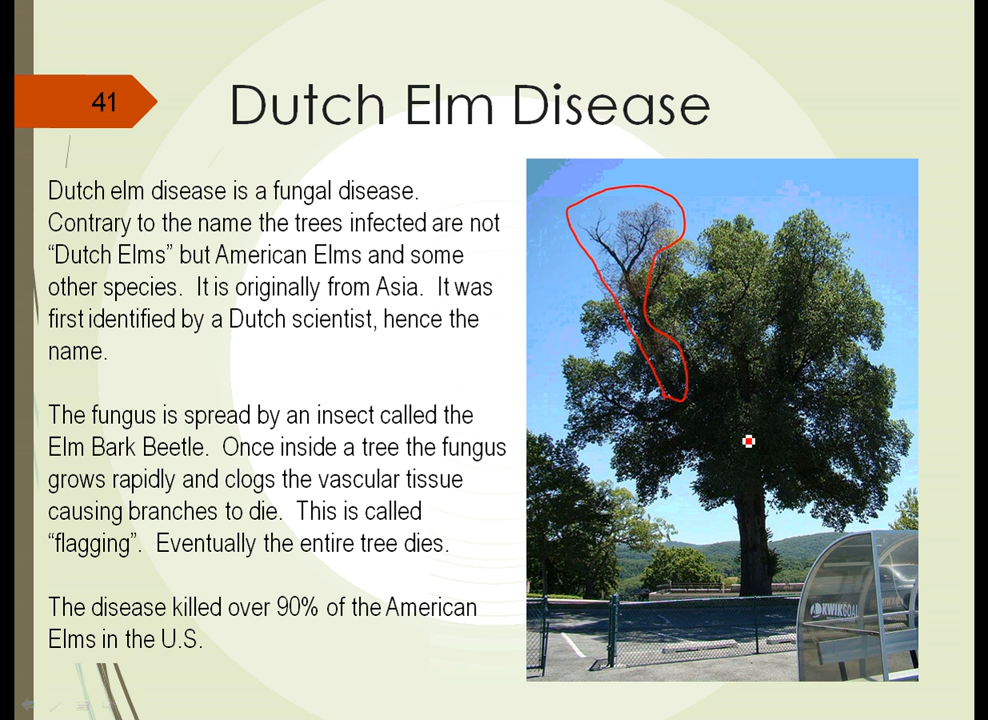 41
Dutch Elm Disease
Dutch elm disease is a fungal disease.
Contrary to the name the trees infected are not
“Dutch Elms” but American Elms and some
other species.  It is originally from Asia.  It was
first identified by a Dutch scientist, hence the
name.
The fungus is spread by an insect called the
Elm Bark Beetle.  Once inside a tree the fungus
grows rapidly and clogs the vascular tissue
causing branches to die.  This is called
“flagging”.  Eventually the entire tree dies.
The disease killed over 90% of the American
Elms in the U.S.
KWIKGOAL